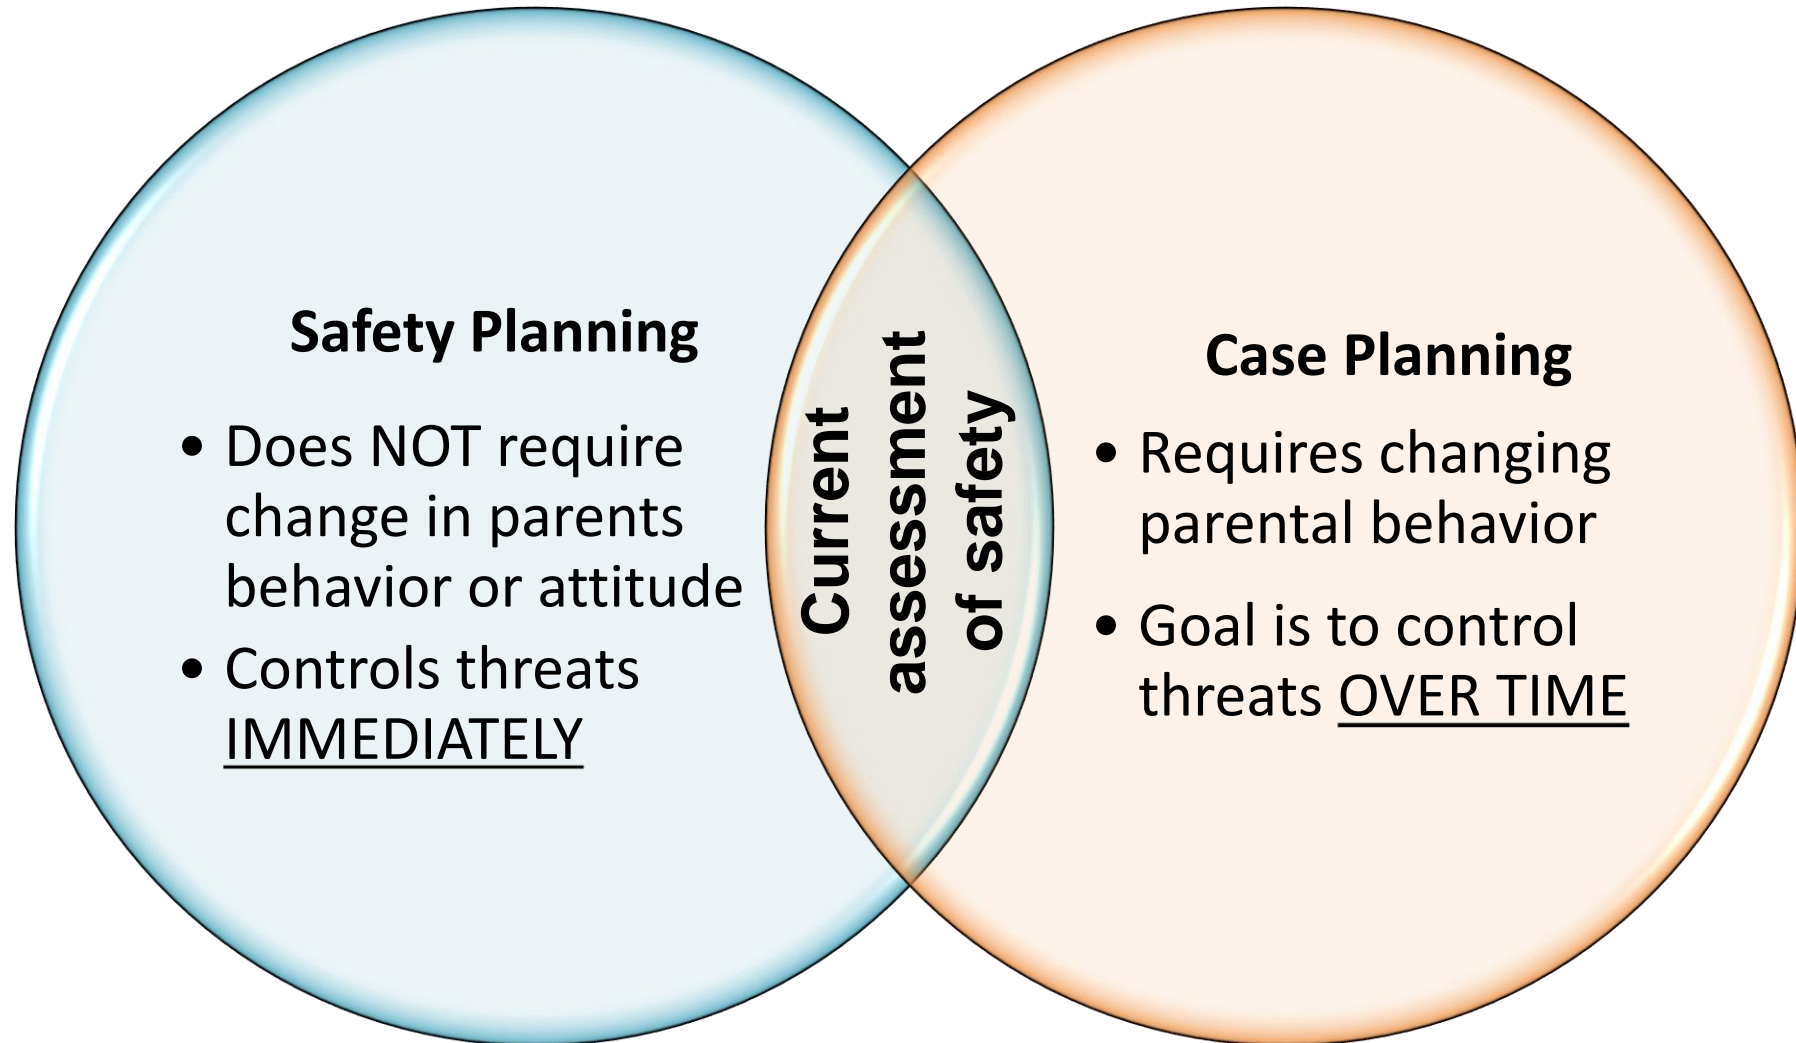 Safety Planning
• Does NOT require
change in parents
behavior or attitude
• Controls threats
IMMEDIATELY
Current
assessment
of safety
Case Planning
• Requires changing
parental behavior
• Goal is to control
threats OVER TIME